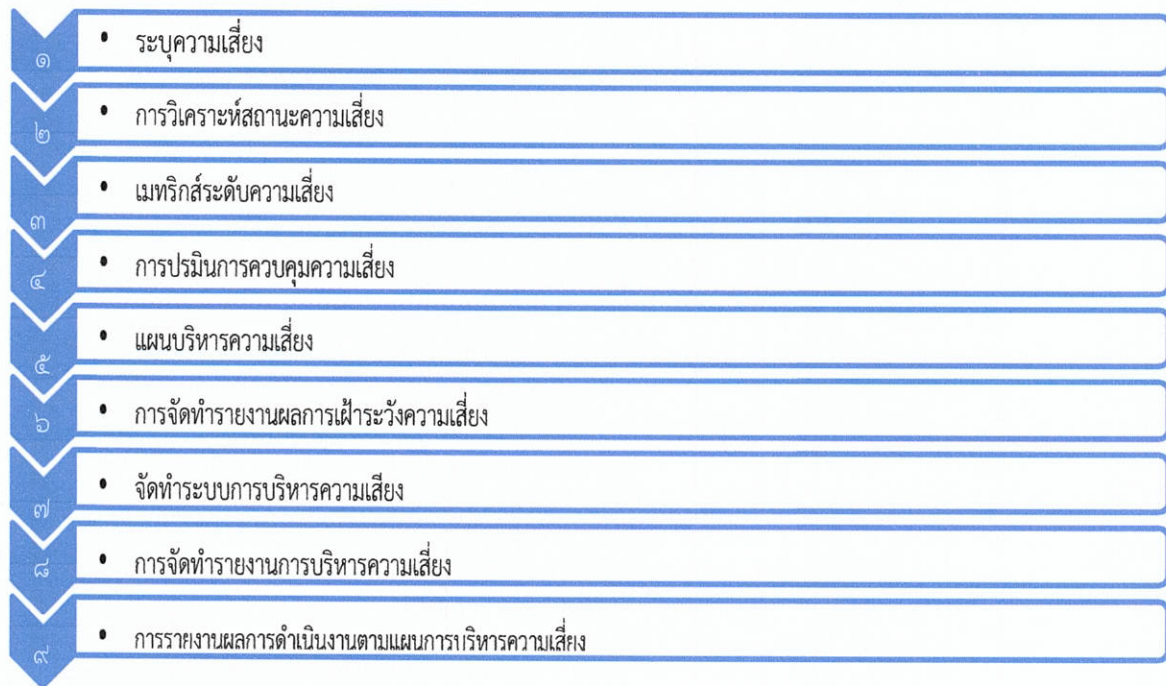 ๑
• ระบุความเสี่ยง
๒
• การวิเคราะห์สถานะความเสี่ยง
๓
• เมทริกส์ระดับความเสี่ยง
๔
• การปรมินการควบคุมความเสี่ยง
๕
• แผนบริหารความเสี่ยง
๖
• การจัดทำรายงานผลการเฝ้าระวังความเสี่ยง
๗
• จัดทำระบบการบริหารความเสียง
๘
• การจัดทำรายงานการบริหารความเสี่ยง
๙
• การรายงานผลการดำเนินงานตามแผนการบริหารความเสี่ยง